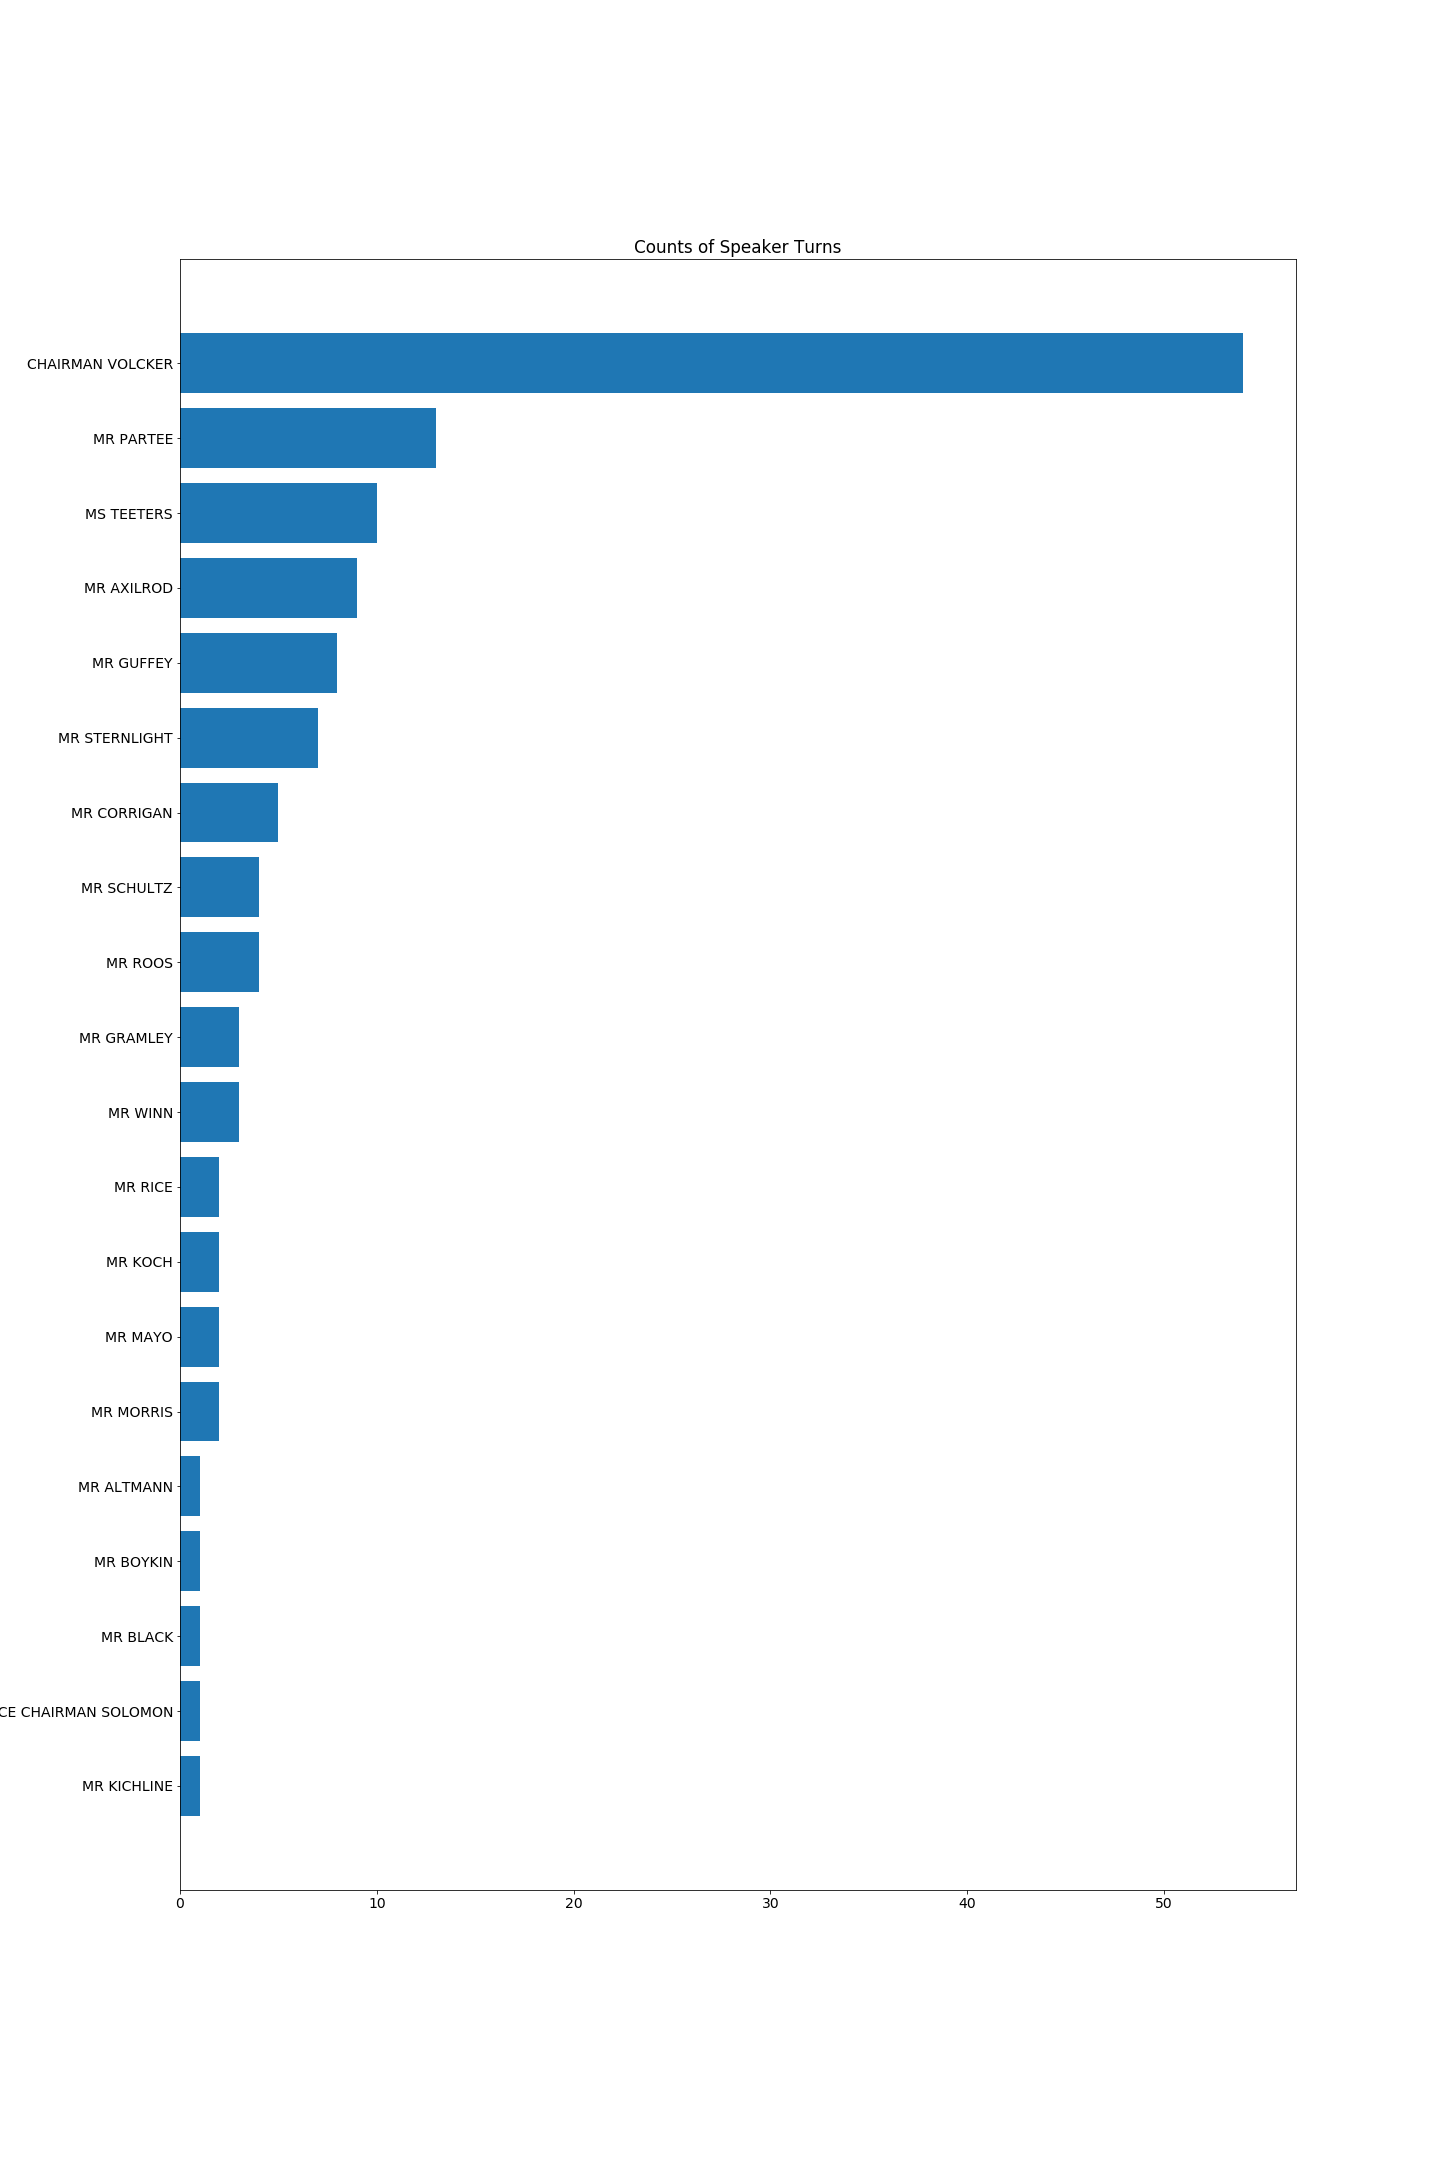 Counts of Speaker Turns
CHAIRMAN VOLCKER
MR PARTEE
MS TEETERS
MR AXILROD
MR GUFFEY
MR STERNLIGHT
MR CORRIGAN
MR SCHULTZ
MR ROOS
MR GRAMLEY
MR WINN
MR RICE
MR KOCH
MR MAYO
MR MORRIS
MR ALTMANN
MR BOYKIN
MR BLACK
CE CHAIRMAN SOLOMON
MR KICHLINE
0 10 20 30 40 50